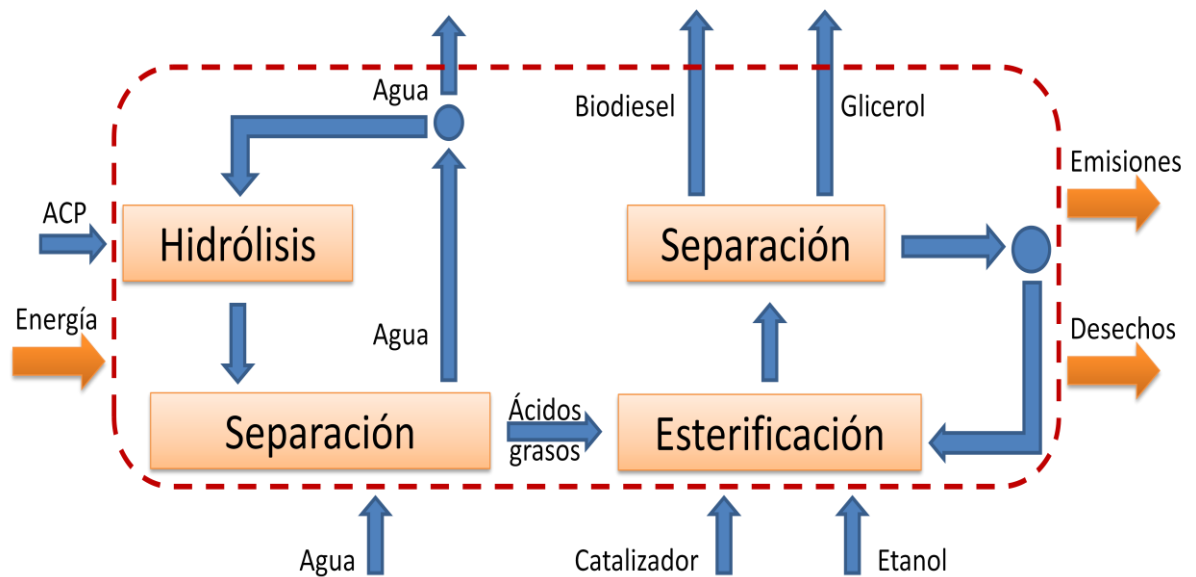 Agua
Biodiesel
Glicerol
Emisiones
ACP
Hidrólisis
Separación
Energía
Agua
Desechos
Separación
Ácidos
grasos
Esterificación
Agua
Catalizador
Etanol